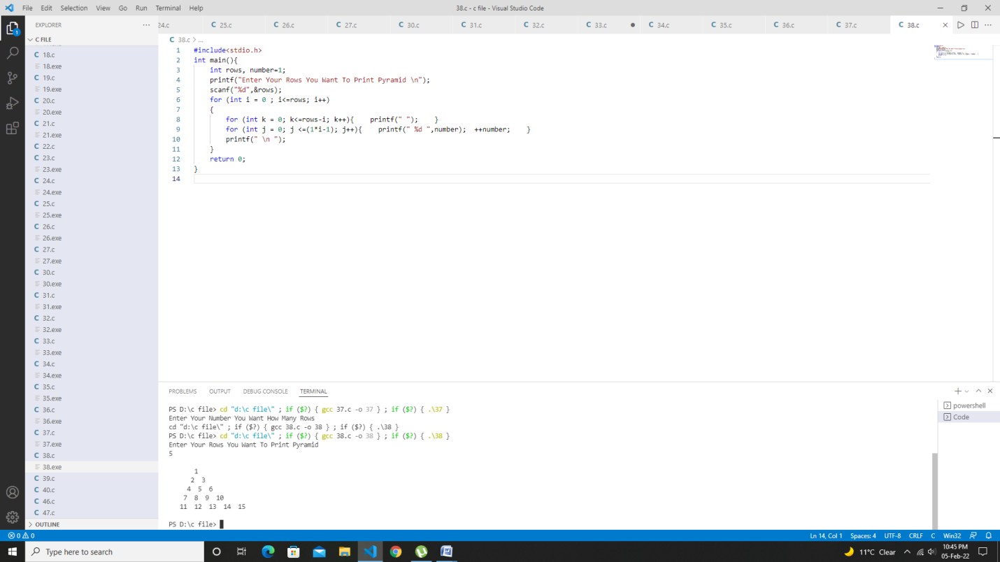 File Edit Selection View Go Run Terminal Help 38.c - c file - Visual Studio Code
EXPLORER ··· 24.c C 25.c C 26.c C 27.c C 30.c C 31.c C 32.c C 33.c C 34.c C 35.c C 36.c C 37.c C 38.c
1
C FILE
C 38.c > ...
C 18.c
18.exe
C 19.c
19.exe
C 20.c
20.exe
C 21.c
21.exe
C 22.c
C 23.c
23.exe
C 24.c
24.exe
C 25.c
25.exe
C 26.c
26.exe
C 27.c
27.exe
C 30.c
30.exe
C 31.c
31.exe
C 32.c
32.exe
C 33.c
33.exe
C 34.c
34.exe
C 35.c
35.exe
C 36.c
36.exe
C 37.c
37.exe
C 38.c
38.exe
C 39.c
C 40.c
C 46.c
C 47.c
OUTLINE
1 #include<stdio.h>
2 int main(){
3 int rows, number=1;
4 printf("Enter Your Rows You Want To Print Pyramid \n");
5 scanf("%d",&rows);
6 for (int i = 0 ; i<=rows; i++)
7 {
8 for (int k = 0; k<=rows-i; k++){ printf(" "); }
9 for (int j = 0; j <=(1*i-1); j++){ printf(" %d ",number); ++number; }
10 printf(" \n ");
11 }
12 return 0;
13 }
14
PROBLEMS OUTPUT DEBUG CONSOLE TERMINAL
PS D:\c file> cd "d:\c file\" ; if ($?) { gcc 37.c -o 37 } ; if ($?) { .\37 }
Enter Your Number You Want How Many Rows
cd "d:\c file\" ; if ($?) { gcc 38.c -o 38 } ; if ($?) { .\38 }
PS D:\c file> cd "d:\c file\" ; if ($?) { gcc 38.c -o 38 } ; if ($?) { .\38 }
Enter Your Rows You Want To Print Pyramid
5
1
2 3
4 5 6
7 8 9 10
11 12 13 14 15
PS D:\c file>
powershell
Code
0 0 Ln 14, Col 1 Spaces: 4 UTF-8 CRLF C Win32
Type here to search 11°C Clear 10:45 PM
05-Feb-22